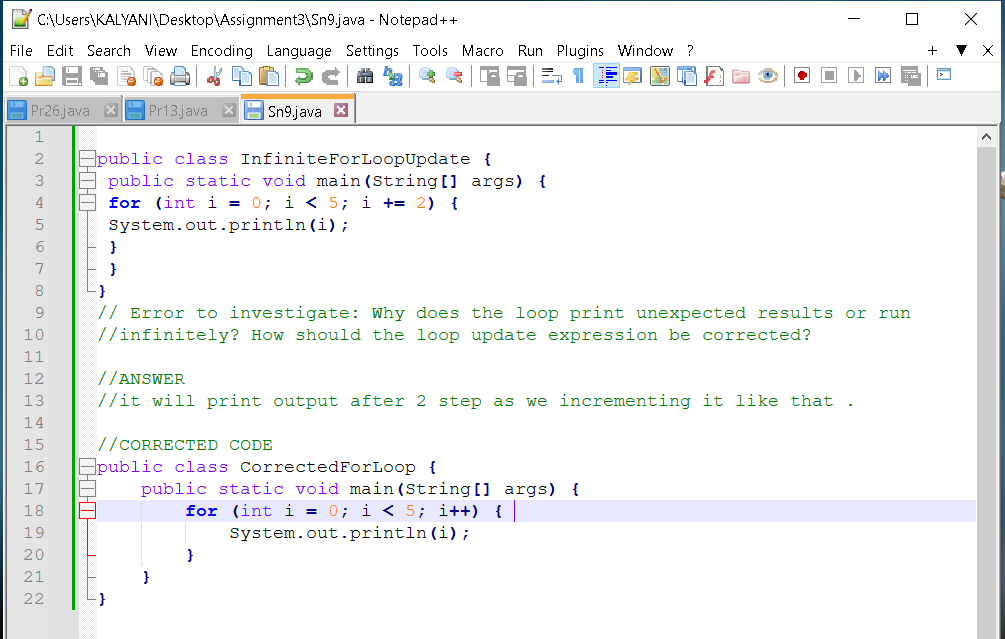 C:\Users\KALYANI\Desktop\Assignment3\Sn9.java - Notepad++
File Edit Search View Encoding Language Settings Tools Macro Run Plugins Window ? + ▼ X
Pr26.java Pr13.java Sn9.java
1
2 public class InfiniteForLoopUpdate {
3 public static void main(String[] args) {
4 for (int i = 0; i < 5; i += 2) {
5 System.out.println(i);
6 }
7 }
8 }
9 // Error to investigate: Why does the loop print unexpected results or run
10 //infinitely? How should the loop update expression be corrected?
11
12 //ANSWER
13 //it will print output after 2 step as we incrementing it like that .
14
15 //CORRECTED CODE
16 public class CorrectedForLoop {
17 public static void main(String[] args) {
18 for (int i = 0; i < 5; i++) {
19 System.out.println(i);
20 }
21 }
22 }